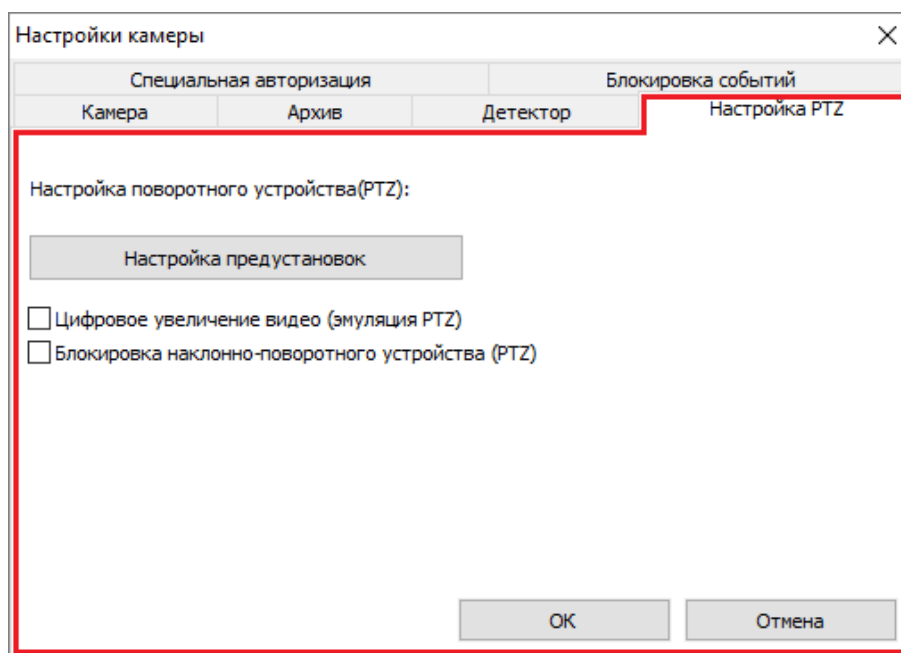 Настройки камеры
Специальная авторизация Блокировка событий
Камера Архив Детектор Настройка PTZ
Настройка поворотного устройства(PTZ):
Настройка предустановок
Цифровое увеличение видео (эмуляция PTZ)
Блокировка наклонно-поворотного устройства (PTZ)
ОК Отмена